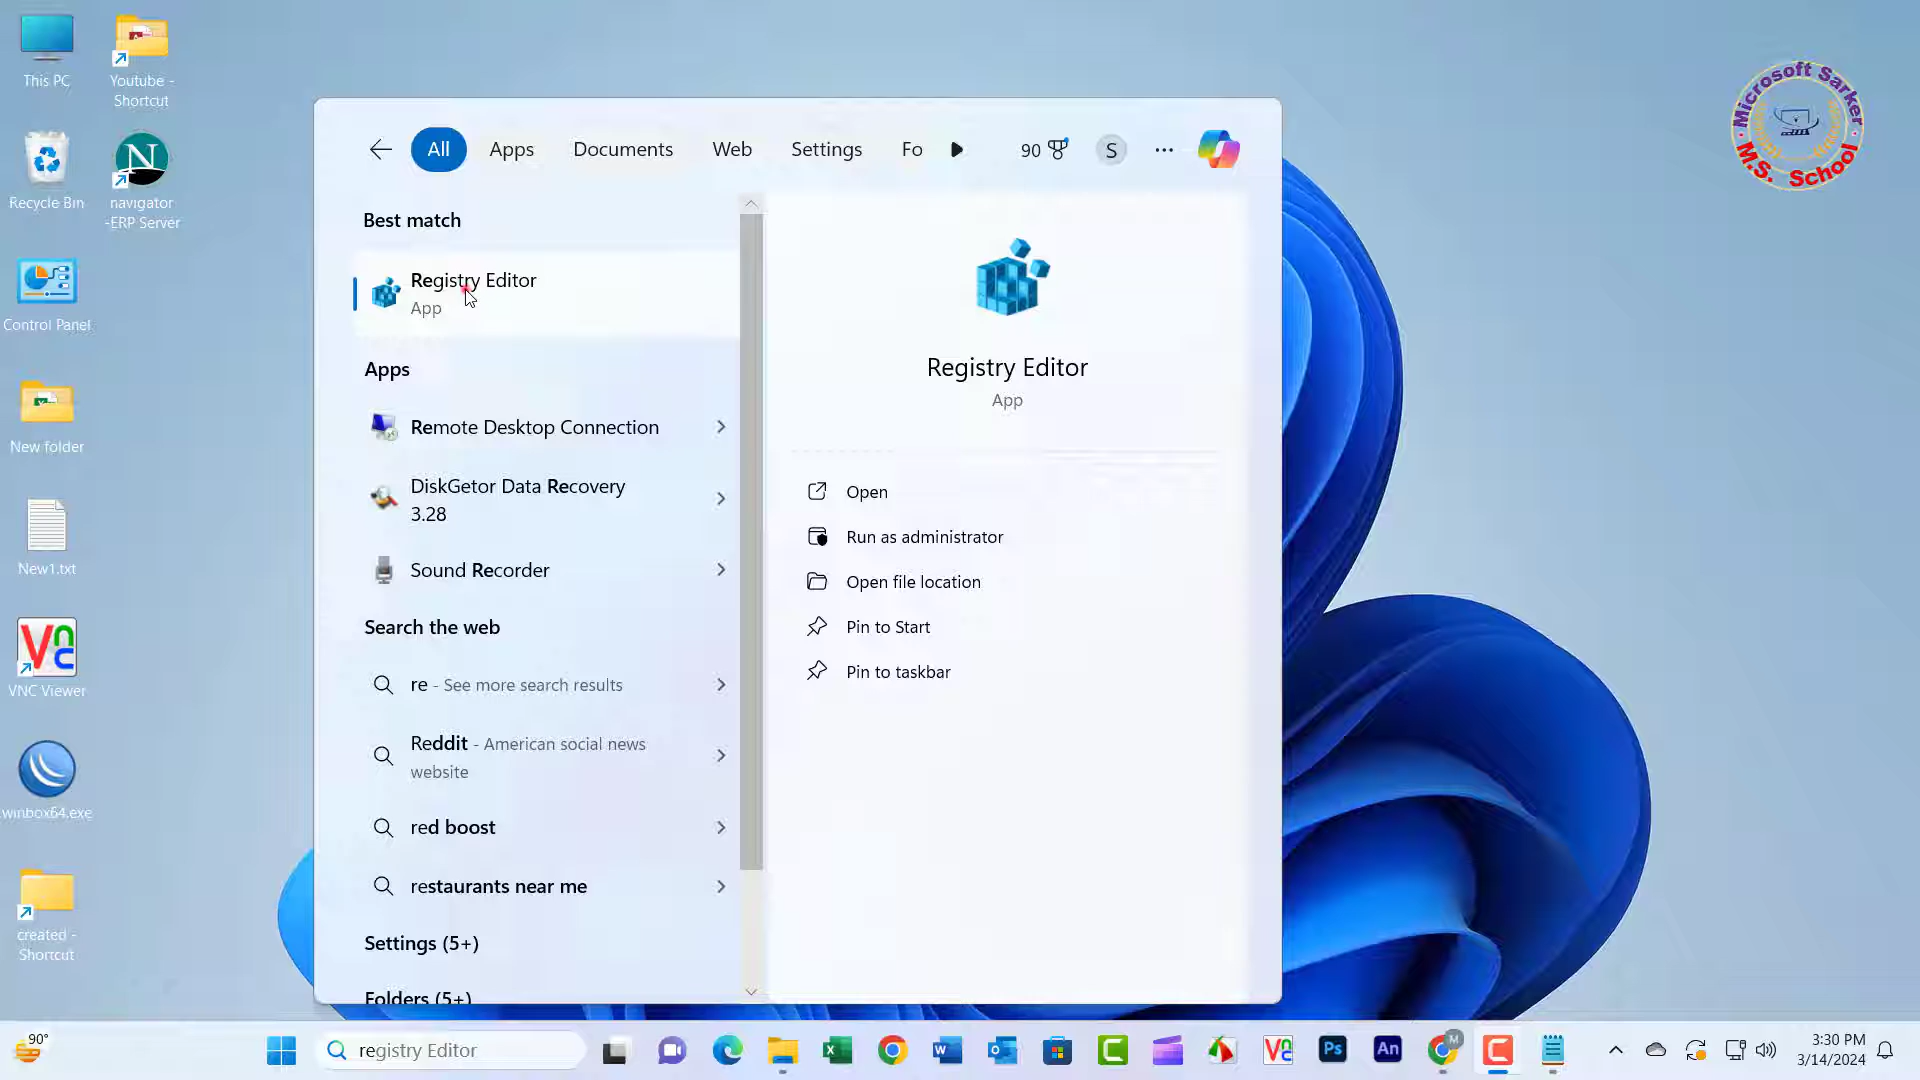 This PC
Youtube -
Shortcut
Recycle Bin
navigator
-ERP Server
Control Panel
New folder
New1.txt
VNC Viewer
winbox64.exe
created -
Shortcut
Microsoft Sarker
M.S. School
All
Apps
Documents
Web
Settings
Fo
90
S
Best match
Registry Editor
App
Apps
Remote Desktop Connection
DiskGetor Data Recovery
3.28
Sound Recorder
Search the web
re - See more search results
Reddit - American social news
website
red boost
restaurants near me
Settings (5+)
Folders (5+)
Registry Editor
App
Open
Run as administrator
Open file location
Pin to Start
Pin to taskbar
90°
registry Editor
Ps
An
M
3:30 PM
3/14/2024